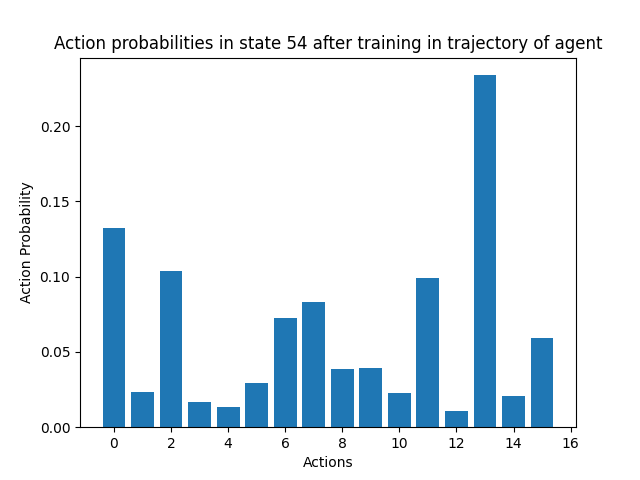 Action probabilities in state 54 after training in trajectory of agent
0.20
0.15
0.10
0.05
0.00
Action Probability
0 2 4 6 8 10 12 14 16
Actions